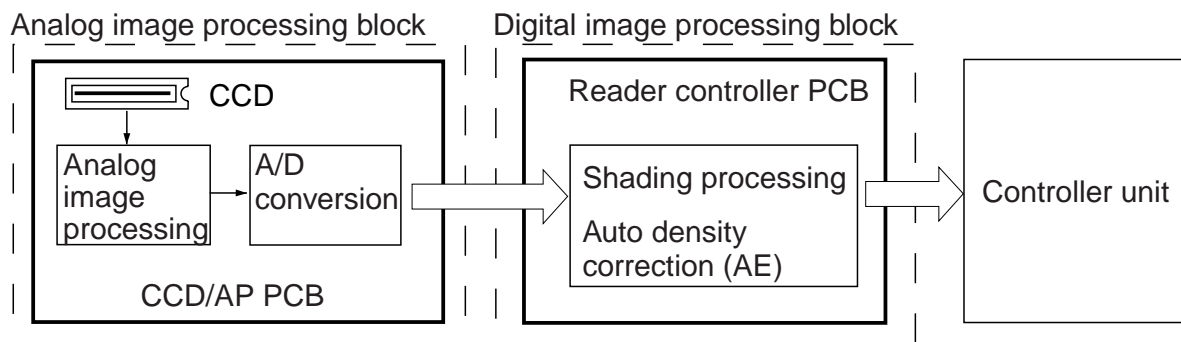 Analog image processing block
Digital image processing block
CCD
Analog
image
processing
A/D
conversion
CCD/AP PCB
Reader controller PCB
Shading processing
Auto density
correction (AE)
Controller unit